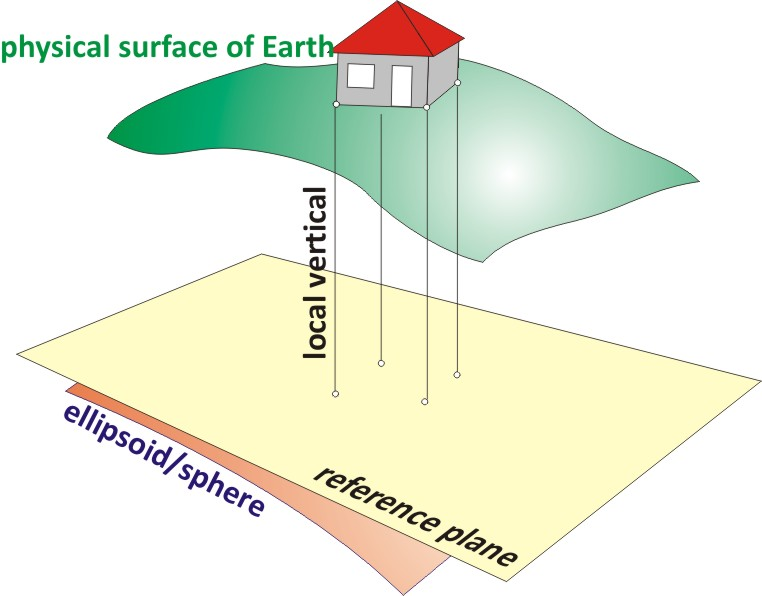 physical surface of Earth
local vertical
ellipsoid/sphere
reference plane